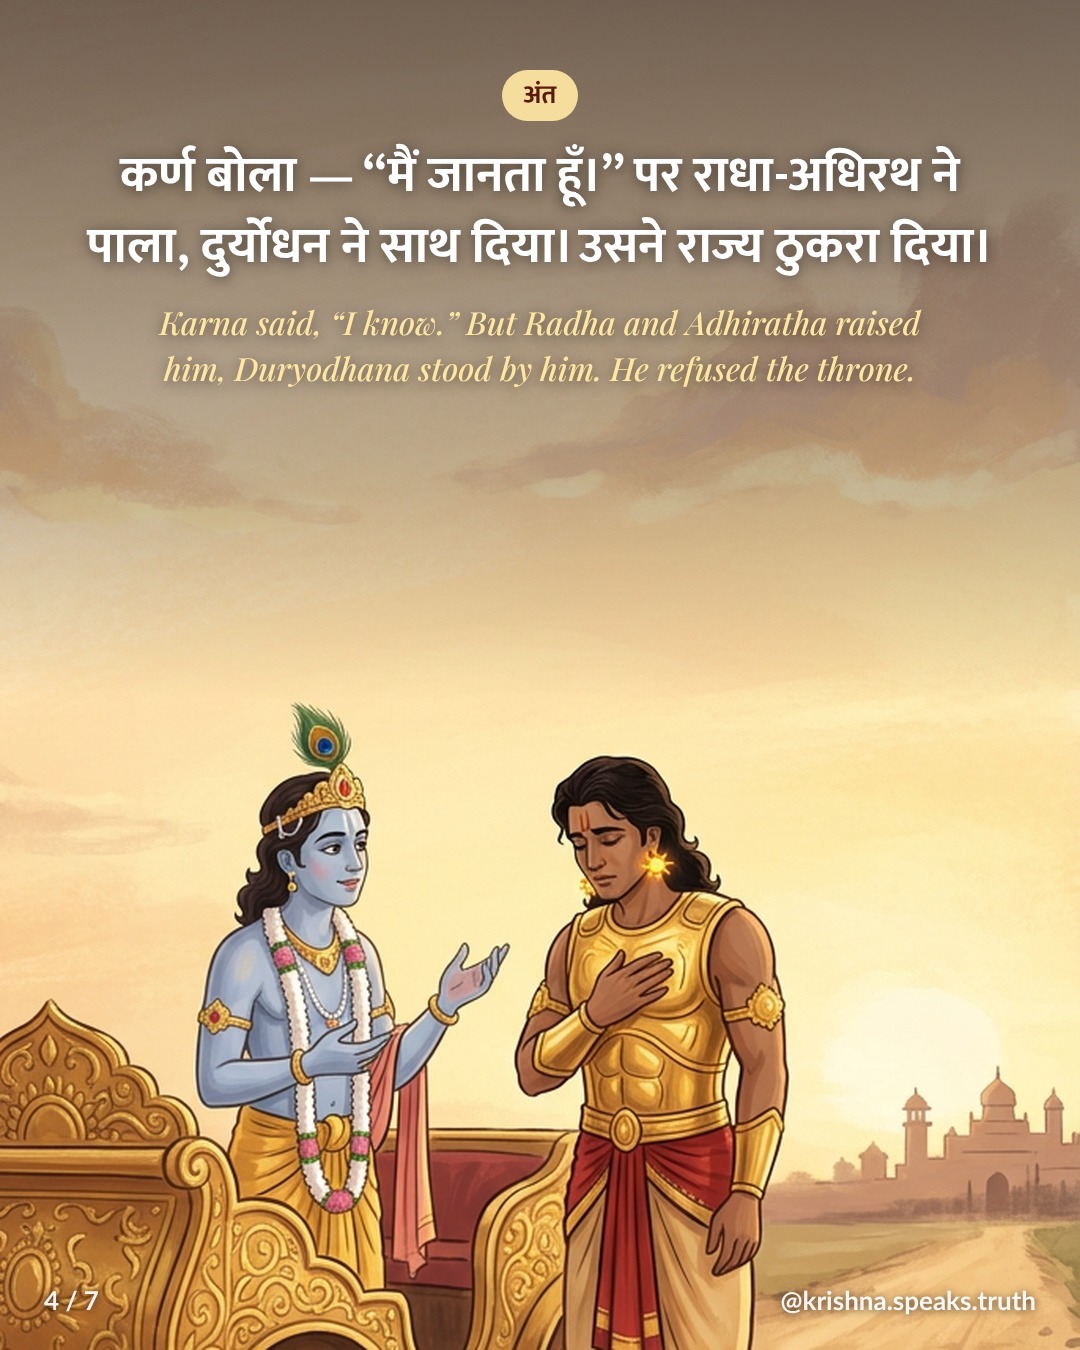 अंत
कर्ण बोला — “मैं जानता हूँ।” पर राधा-अधिरथ ने
पाला, दुर्योधन ने साथ दिया। उसने राज्य ठुकरा दिया।
Karna said, “I know.” But Radha and Adhiratha raised
him, Duryodhana stood by him. He refused the throne.
4 / 7
@krishna.speaks.truth